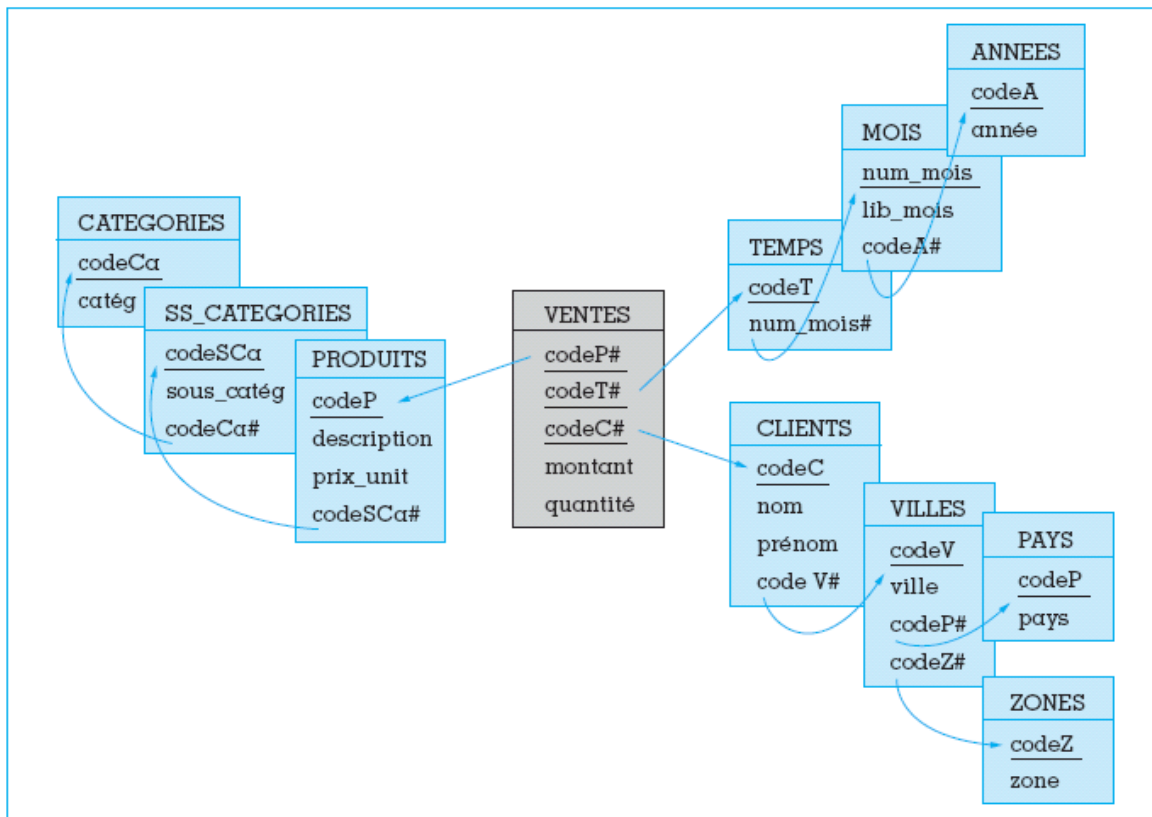 CATEGORIES
codeCa
catég
SS_CATEGORIES
codeSCa
sous_catég
codeCa#
PRODUITS
codeP
description
prix_unit
codeSCa#
VENTES
codeP#
codeT#
codeC#
montant
quantité
TEMPS
codeT
num_mois#
MOIS
num_mois
lib_mois
codeA#
ANNEES
codeA
année
CLIENTS
codeC
nom
prénom
code V#
VILLES
codeV
ville
codeP#
codeZ#
PAYS
codeP
pays
ZONES
codeZ
zone